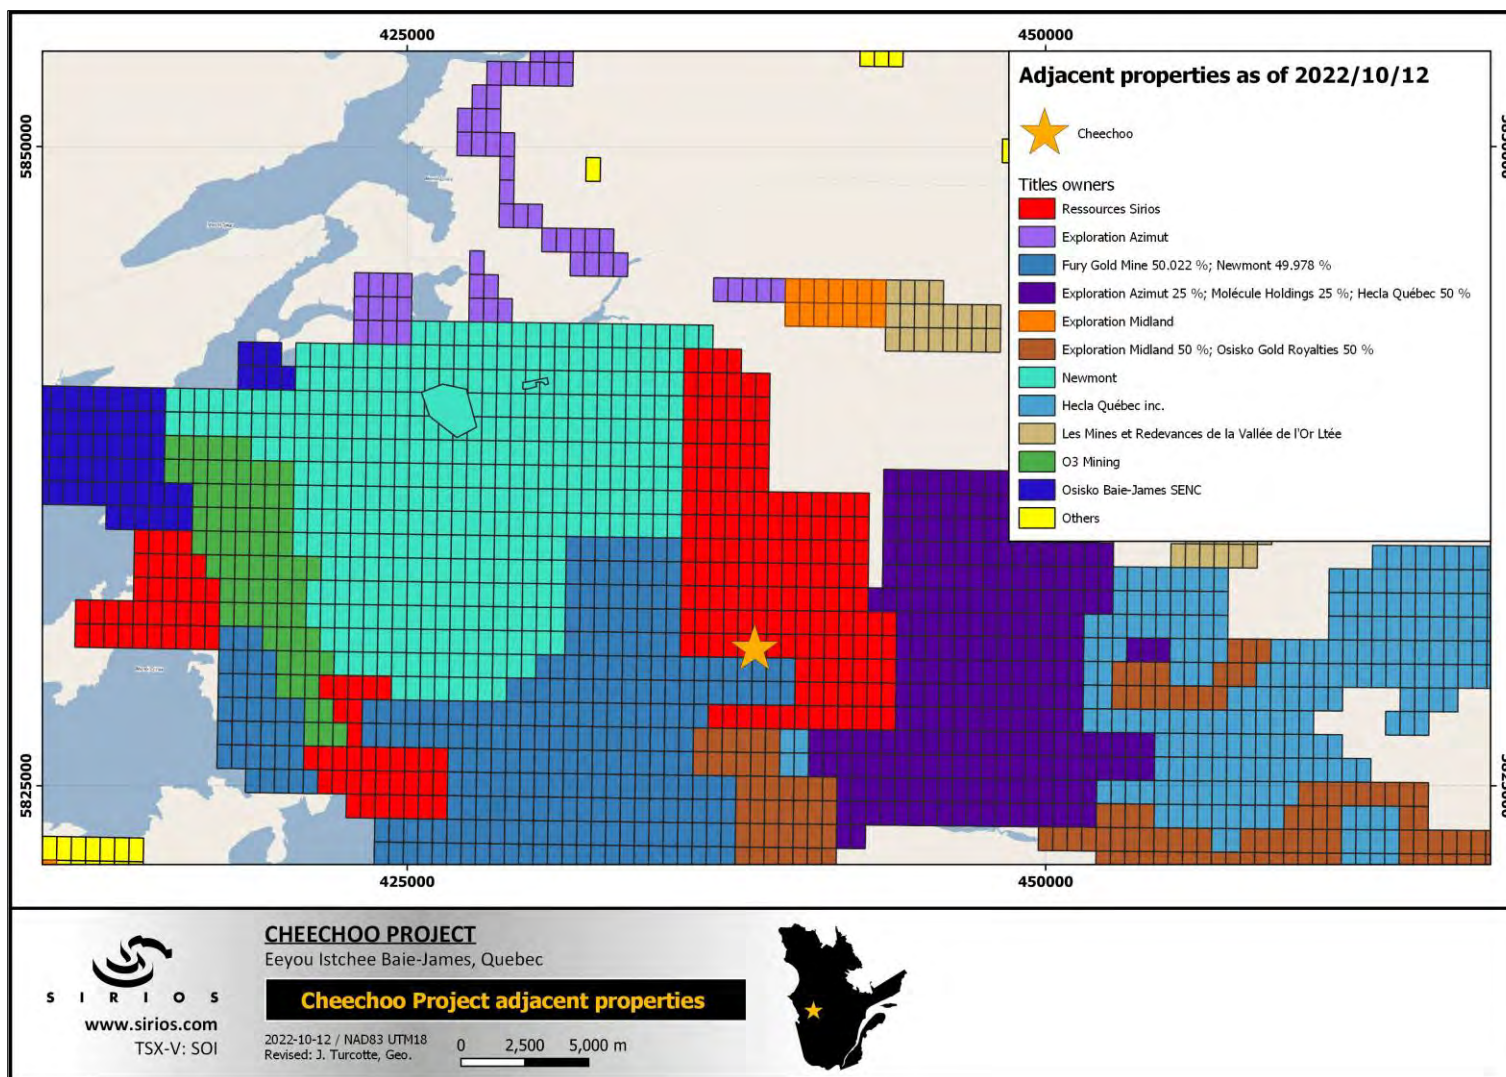 425000
450000
5850000
5850000
5825000
5825000
Adjacent properties as of 2022/10/12
Cheechoo
Titles owners
Ressources Sirios
Exploration Azimut
Fury Gold Mine 50.022 %; Newmont 49.978 %
Exploration Azimut 25 %; Molécule Holdings 25 %; Hecla Québec 50 %
Exploration Midland
Exploration Midland 50 %; Osisko Gold Royalties 50 %
Newmont
Hecla Québec inc.
Les Mines et Redevances de la Vallée de l'Or Ltée
O3 Mining
Osisko Baie-James SENC
Others
425000
450000
SIRIOS
www.sirios.com
TSX-V: SOI
CHEECHOO PROJECT
Eeyou Istchee Baie-James, Quebec
Cheechoo Project adjacent properties
2022-10-12 / NAD83 UTM18
Revised: J. Turcotte, Geo.
0 2,500 5,000 m